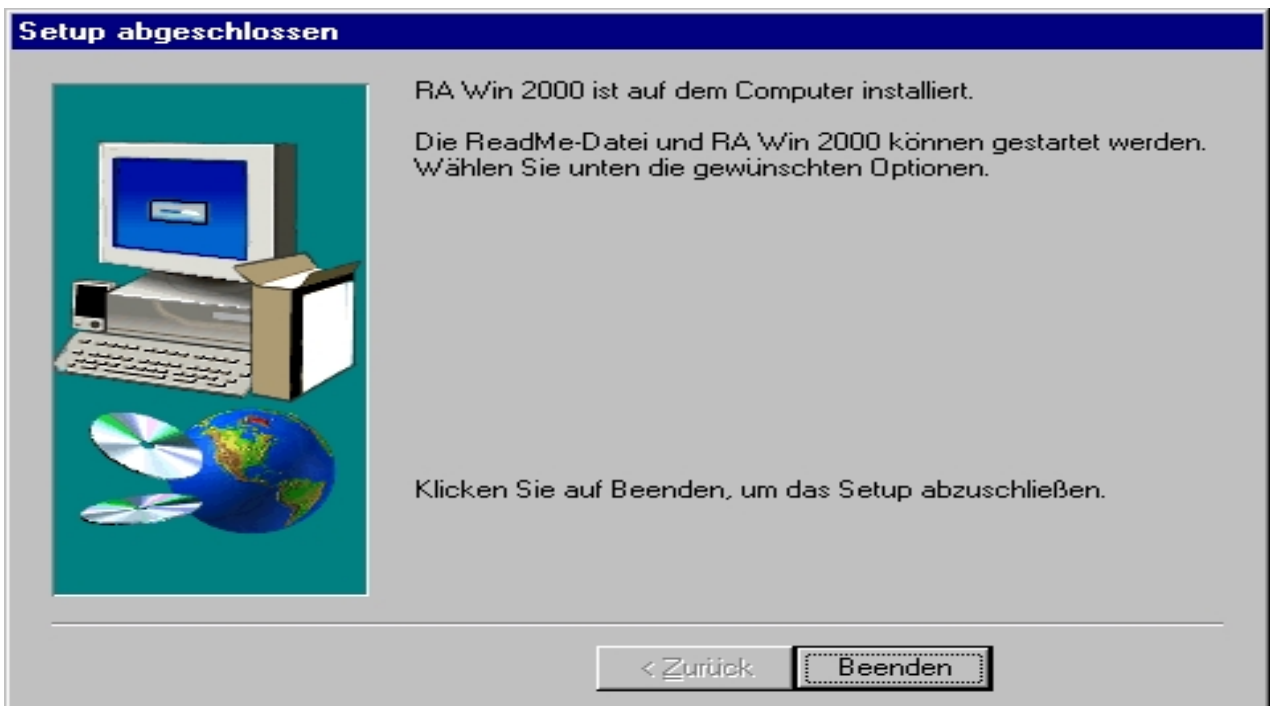 Setup abgeschlossen
RA Win 2000 ist auf dem Computer installiert.
Die ReadMe-Datei und RA Win 2000 können gestartet werden.
Wählen Sie unten die gewünschten Optionen.
Klicken Sie auf Beenden, um das Setup abzuschließen.
< Zurück
Beenden